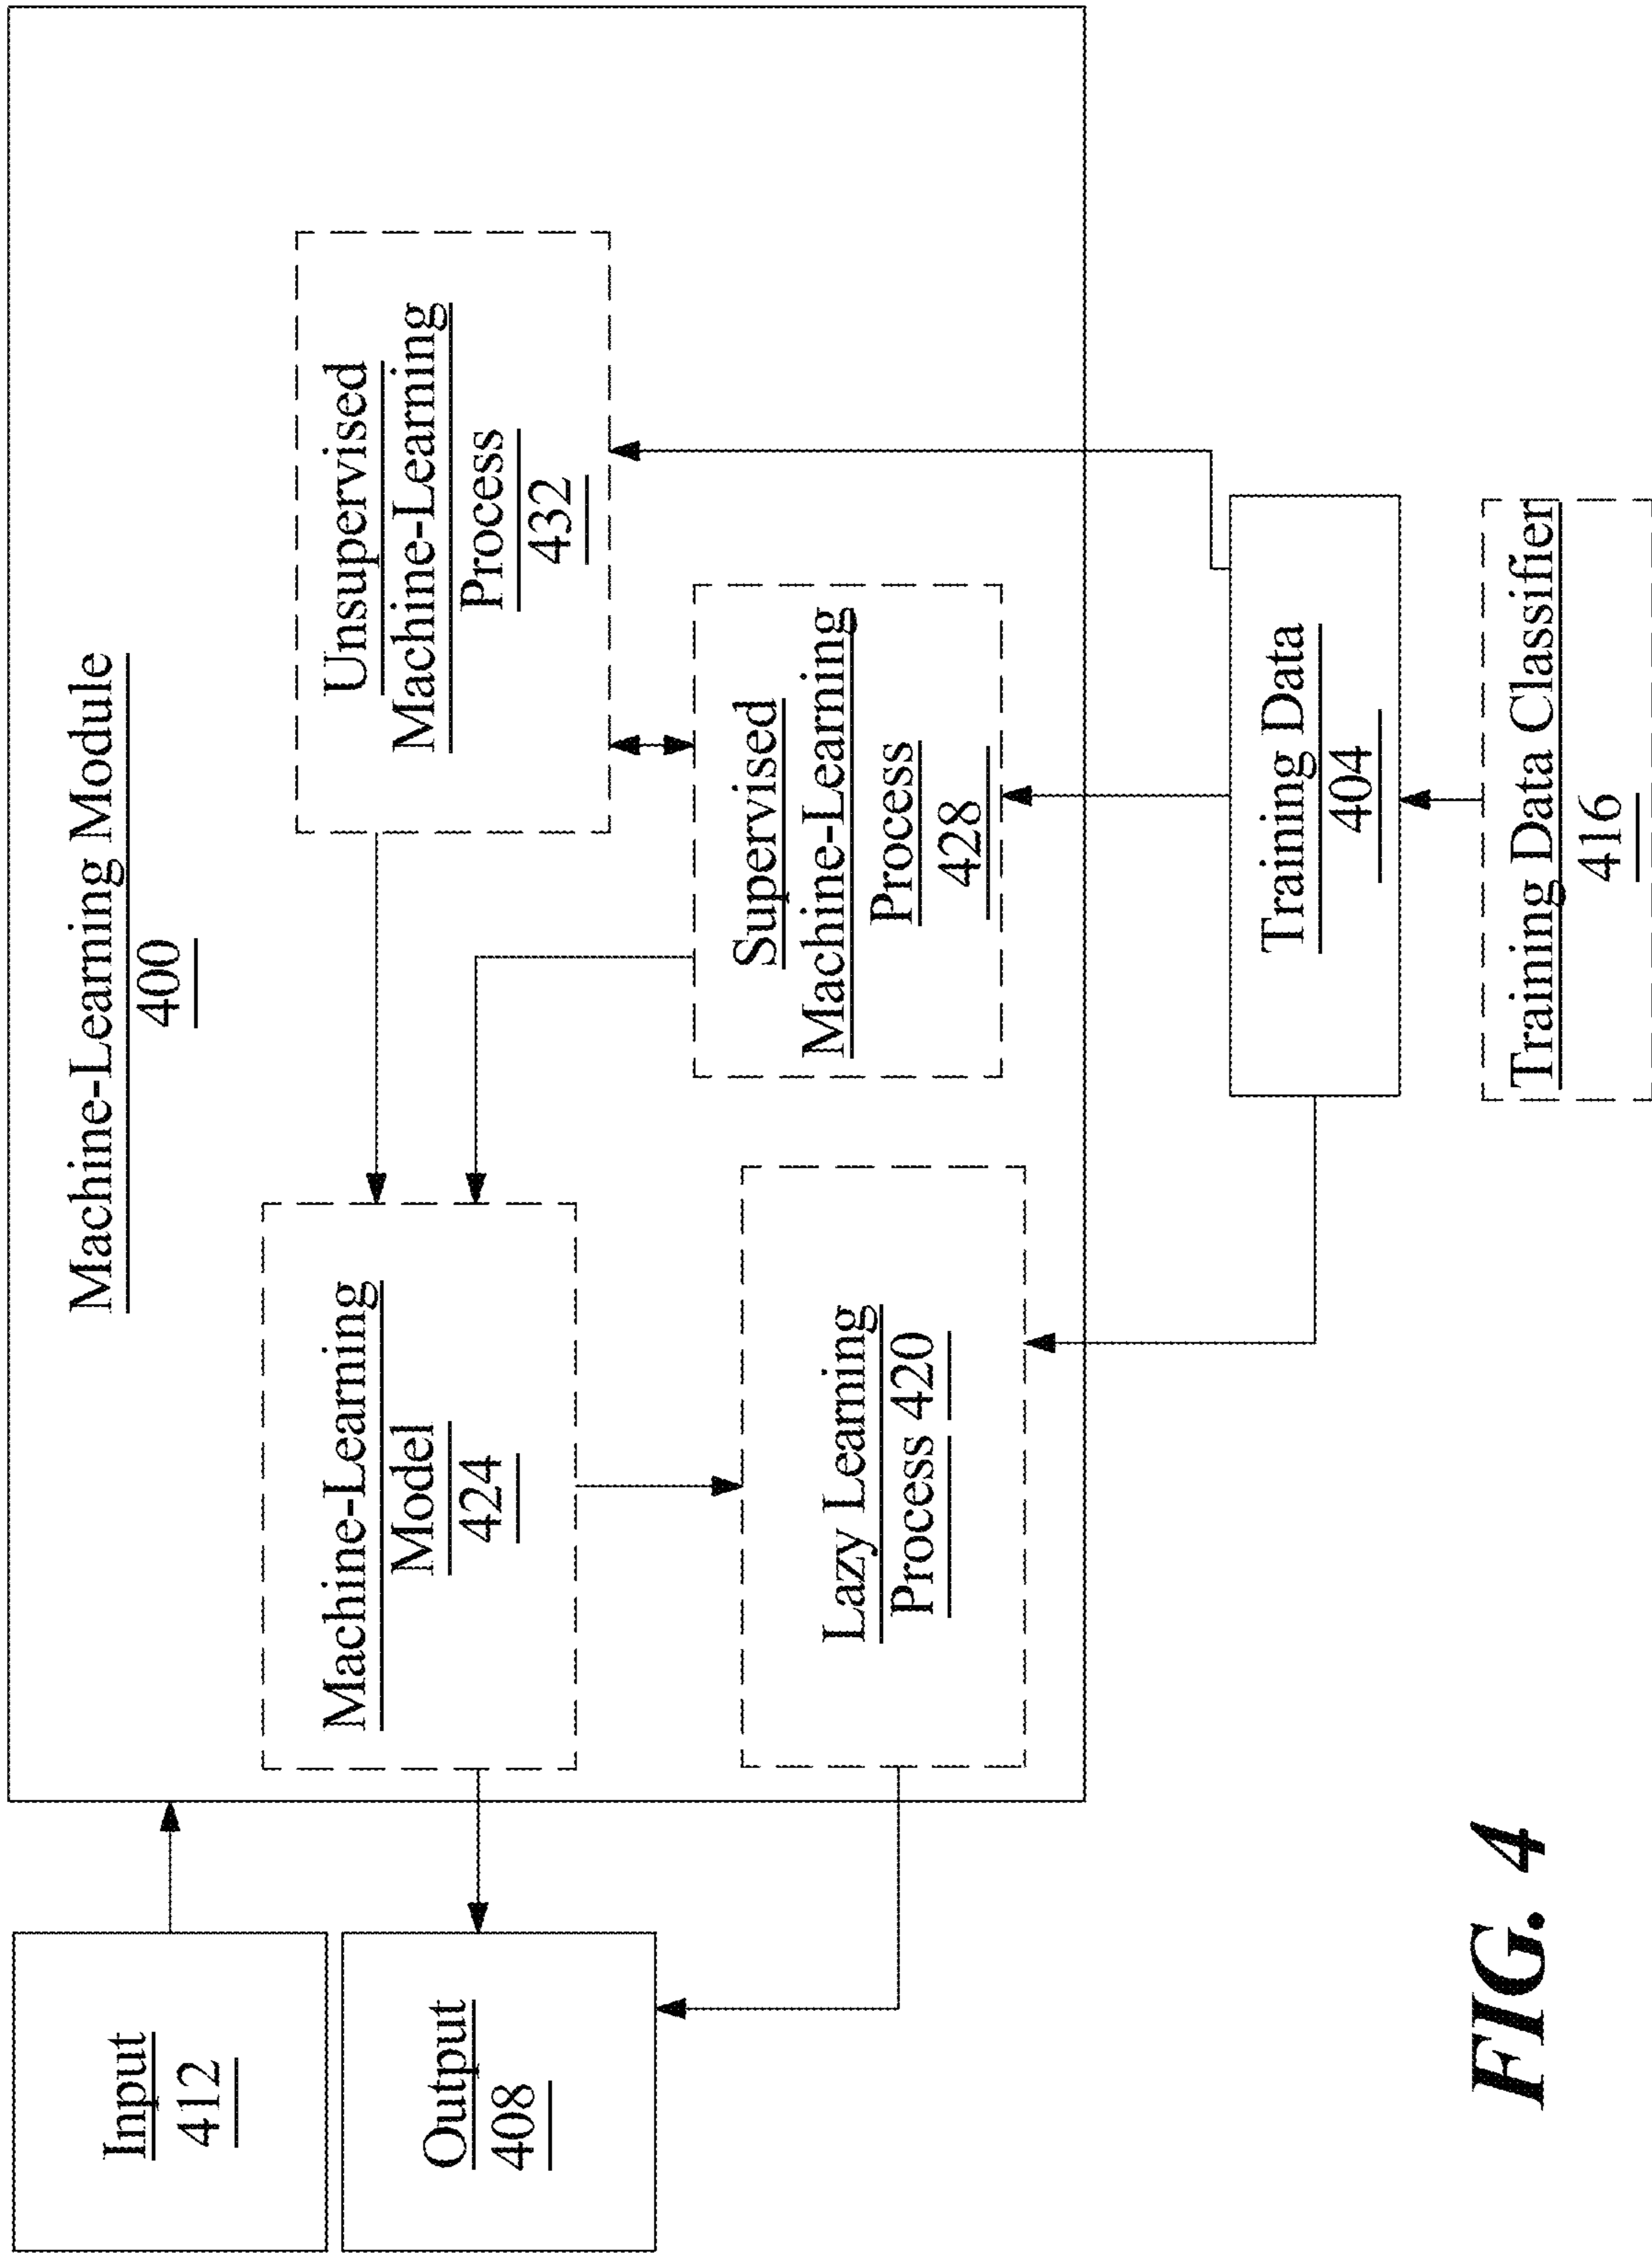 Machine-Learning Module
400
Input
412
Output
408
Machine-Learning
Model
424
Unsupervised
Machine-Learning
Process
432
Lazy Learning
Process 420
Supervised
Machine-Learning
Process
428
Training Data
404
Training Data Classifier
416
FIG. 4